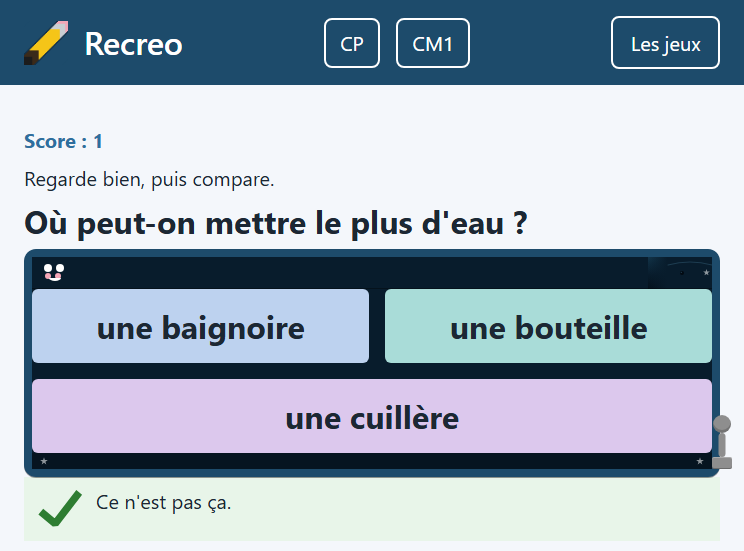 Recreo
CP
CM1
Les jeux
Score : 1
Regarde bien, puis compare.
Où peut-on mettre le plus d'eau ?
une baignoire
une bouteille
une cuillère
Ce n'est pas ça.